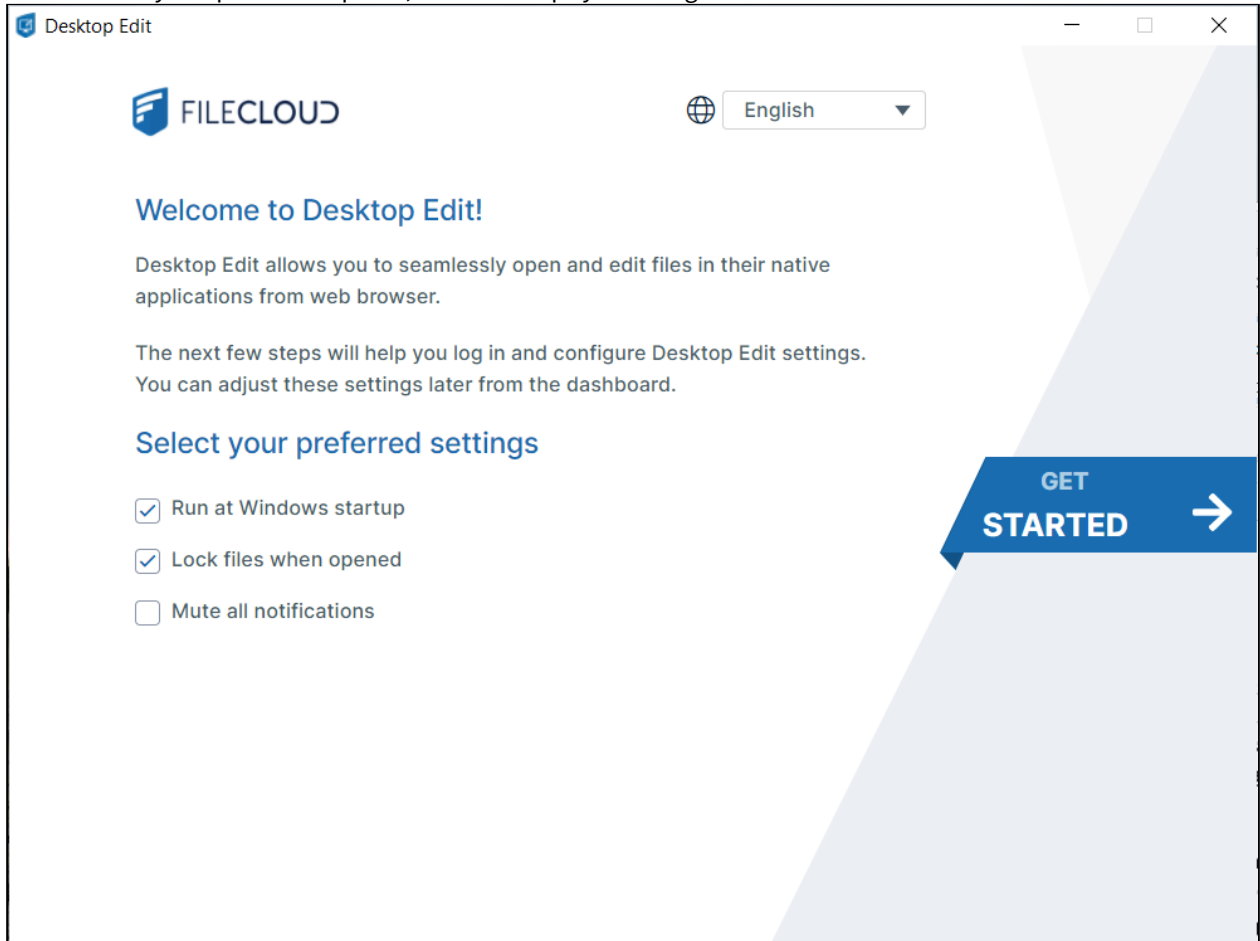 Desktop Edit
FILECLOUD
English
Welcome to Desktop Edit!
Desktop Edit allows you to seamlessly open and edit files in their native
applications from web browser.
The next few steps will help you log in and configure Desktop Edit settings.
You can adjust these settings later from the dashboard.
Select your preferred settings
Run at Windows startup
Lock files when opened
Mute all notifications
GET
STARTED